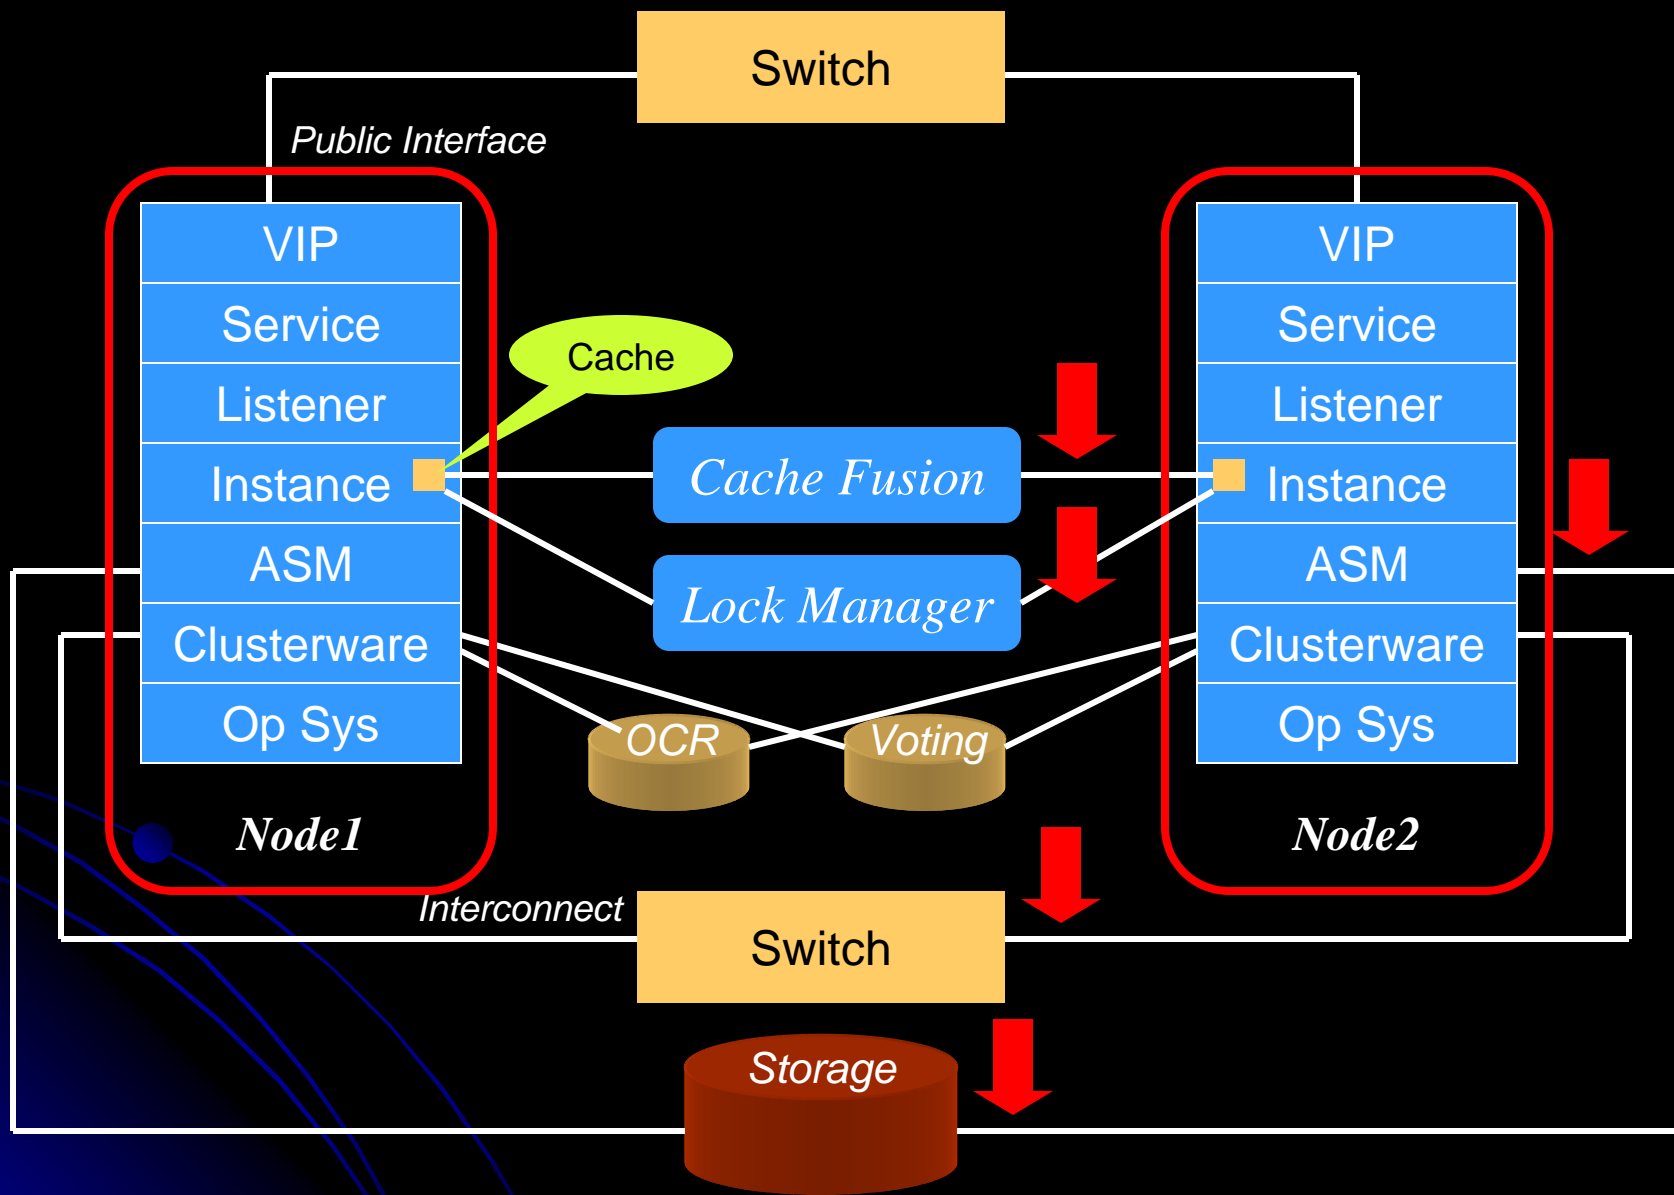 Switch
Public Interface
VIP
Service
Listener
Instance
ASM
Clusterware
Op Sys
Node1
Cache
Cache Fusion
Lock Manager
OCR
Voting
VIP
Service
Listener
Instance
ASM
Clusterware
Op Sys
Node2
Interconnect
Switch
Storage